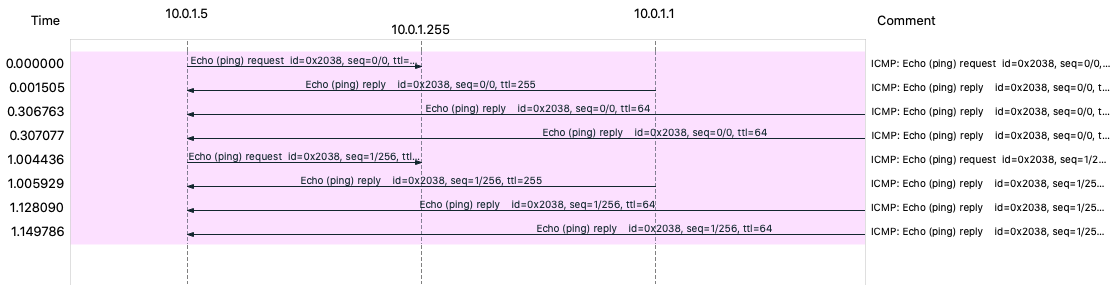 Time 10.0.1.5 10.0.1.255 10.0.1.1 Comment
0.000000 Echo (ping) request id=0x2038, seq=0/0, ttl=... ICMP: Echo (ping) request id=0x2038, seq=0/0,...
0.001505 Echo (ping) reply id=0x2038, seq=0/0, ttl=255 ICMP: Echo (ping) reply id=0x2038, seq=0/0, t...
0.306763 Echo (ping) reply id=0x2038, seq=0/0, ttl=64 ICMP: Echo (ping) reply id=0x2038, seq=0/0, t...
0.307077 Echo (ping) reply id=0x2038, seq=0/0, ttl=64 ICMP: Echo (ping) reply id=0x2038, seq=0/0, t...
1.004436 Echo (ping) request id=0x2038, seq=1/256, ttl... ICMP: Echo (ping) request id=0x2038, seq=1/2...
1.005929 Echo (ping) reply id=0x2038, seq=1/256, ttl=255 ICMP: Echo (ping) reply id=0x2038, seq=1/25...
1.128090 Echo (ping) reply id=0x2038, seq=1/256, ttl=64 ICMP: Echo (ping) reply id=0x2038, seq=1/25...
1.149786 Echo (ping) reply id=0x2038, seq=1/256, ttl=64 ICMP: Echo (ping) reply id=0x2038, seq=1/25...